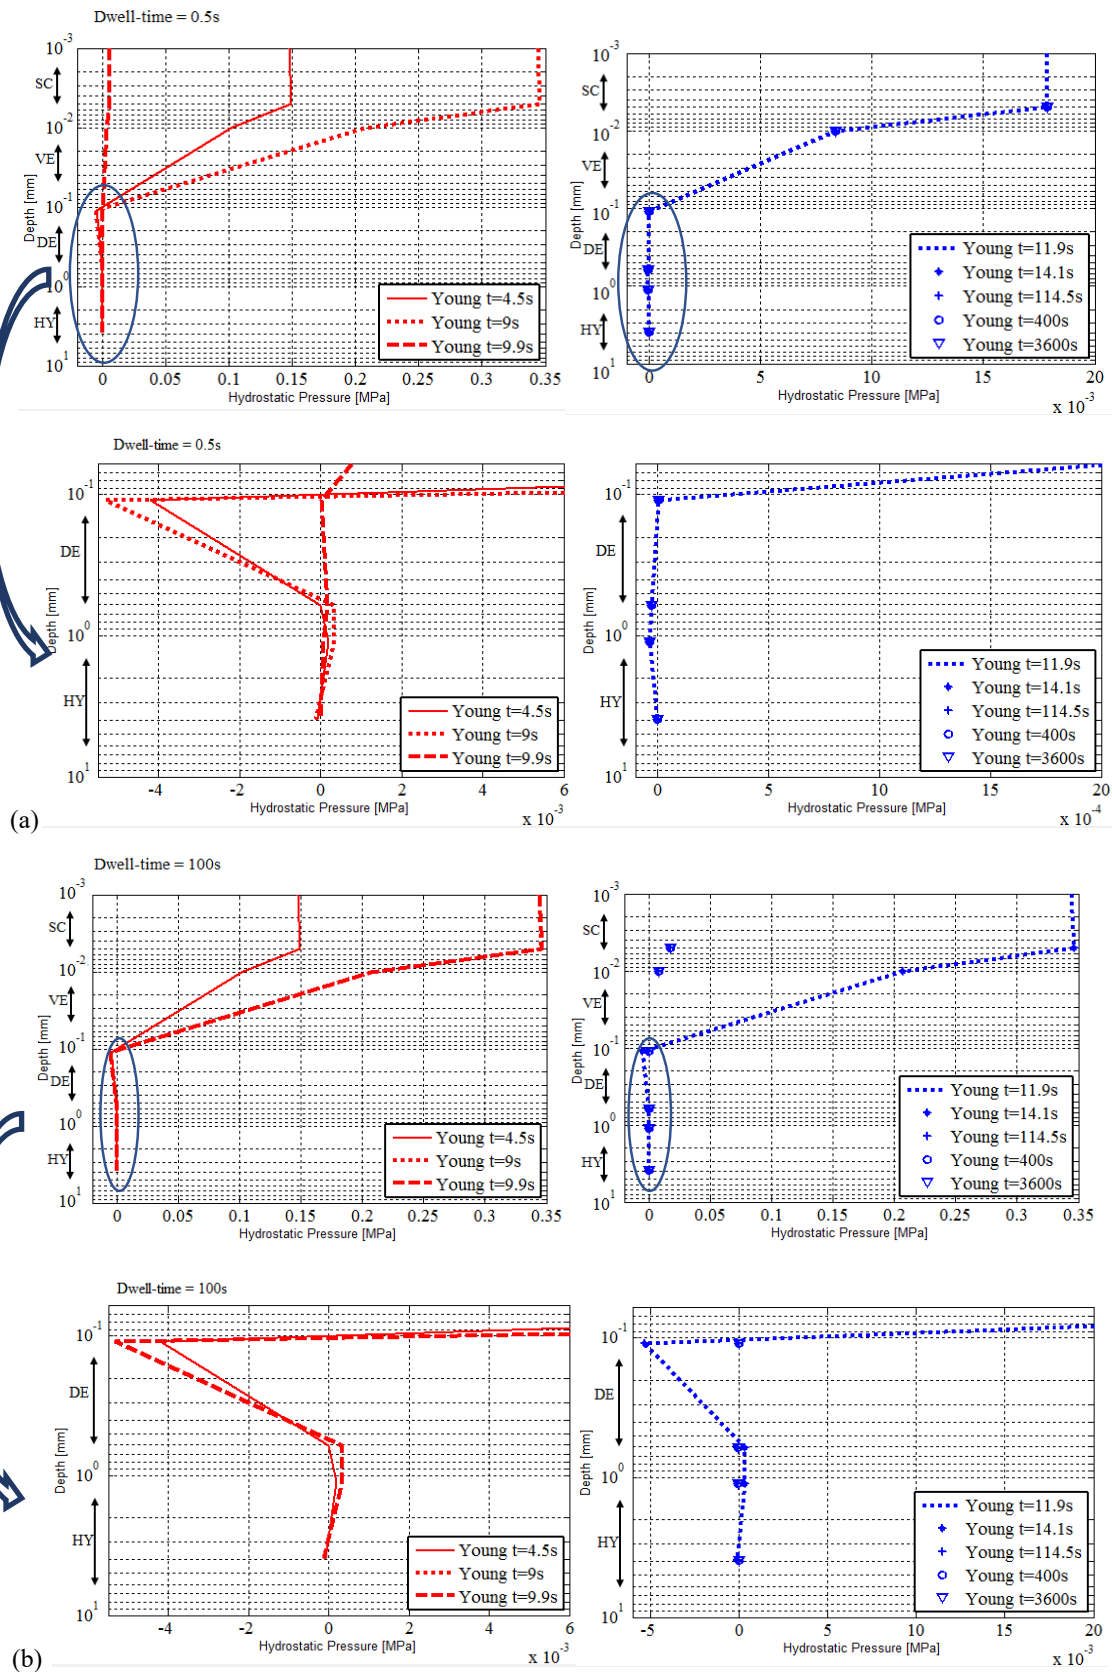 Dwell-time = 0.5s
10^-3
10^-2
10^-1
10^0
10^1
SC
VE
DE
HY
Depth [mm]
0 0.05 0.1 0.15 0.2 0.25 0.3 0.35
Hydrostatic Pressure [MPa]
Young t=4.5s
Young t=9s
Young t=9.9s
10^-3
10^-2
10^-1
10^0
10^1
SC
VE
DE
HY
Depth [mm]
0 5 10 15 20
Hydrostatic Pressure [MPa]
x 10^-3
Young t=11.9s
Young t=14.1s
Young t=114.5s
Young t=400s
Young t=3600s
Dwell-time = 0.5s
10^-1
10^0
10^1
DE
HY
Depth [mm]
-4 -2 0 2 4 6
Hydrostatic Pressure [MPa]
x 10^-3
Young t=4.5s
Young t=9s
Young t=9.9s
10^-1
10^0
10^1
DE
HY
Depth [mm]
0 5 10 15 20
Hydrostatic Pressure [MPa]
x 10^-4
Young t=11.9s
Young t=14.1s
Young t=114.5s
Young t=400s
Young t=3600s
(a)
Dwell-time = 100s
10^-3
10^-2
10^-1
10^0
10^1
SC
VE
DE
HY
Depth [mm]
0 0.05 0.1 0.15 0.2 0.25 0.3 0.35
Hydrostatic Pressure [MPa]
Young t=4.5s
Young t=9s
Young t=9.9s
10^-3
10^-2
10^-1
10^0
10^1
SC
VE
DE
HY
Depth [mm]
0 0.05 0.1 0.15 0.2 0.25 0.3 0.35
Hydrostatic Pressure [MPa]
Young t=11.9s
Young t=14.1s
Young t=114.5s
Young t=400s
Young t=3600s
Dwell-time = 100s
10^-1
10^0
10^1
DE
HY
Depth [mm]
-4 -2 0 2 4 6
Hydrostatic Pressure [MPa]
x 10^-3
Young t=4.5s
Young t=9s
Young t=9.9s
10^-1
10^0
10^1
DE
HY
Depth [mm]
-5 0 5 10 15 20
Hydrostatic Pressure [MPa]
x 10^-3
Young t=11.9s
Young t=14.1s
Young t=114.5s
Young t=400s
Young t=3600s
(b)